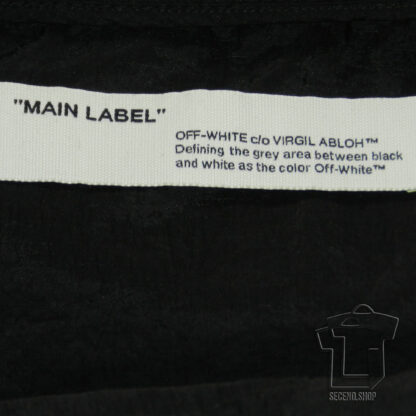 "MAIN LABEL"
OFF-WHITE c/o VIRGIL ABLOH™
Defining the grey area between black
and white as the color Off-White™
SECEND.SHOP